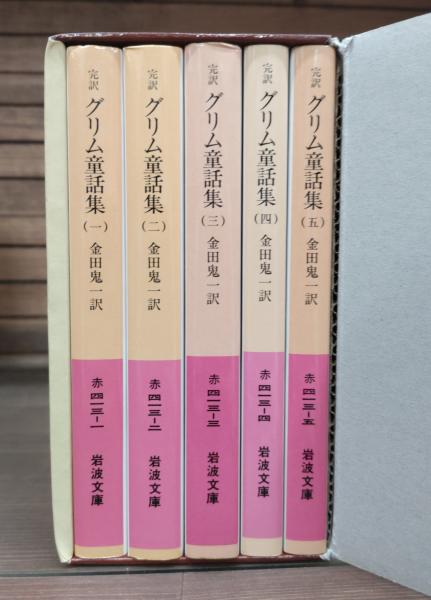 完訳 グリム童話集(一) 金田鬼一訳
赤四一三-一
岩波文庫
完訳 グリム童話集(二) 金田鬼一訳
赤四一三-二
岩波文庫
完訳 グリム童話集(三) 金田鬼一訳
赤四一三-三
岩波文庫
完訳 グリム童話集(四) 金田鬼一訳
赤四一三-四
岩波文庫
完訳 グリム童話集(五) 金田鬼一訳
赤四一三-五
岩波文庫